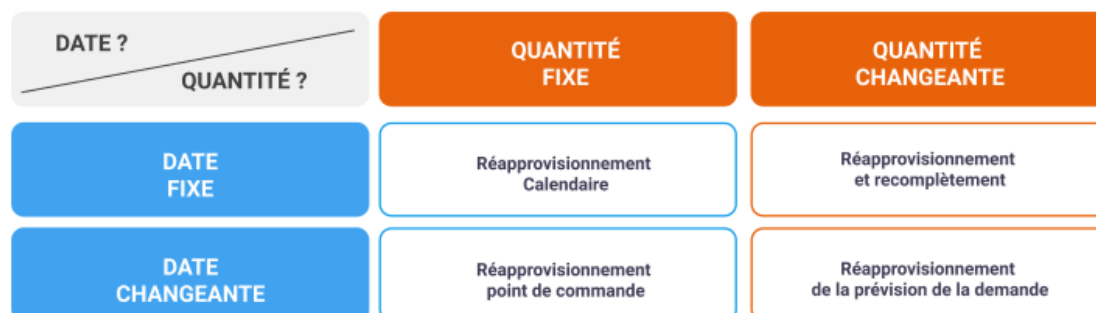 DATE ?
QUANTITÉ ?
QUANTITÉ
FIXE
QUANTITÉ
CHANGEANTE
DATE
FIXE
Réapprovisionnement
Calendaire
Réapprovisionnement
et recomplètement
DATE
CHANGEANTE
Réapprovisionnement
point de commande
Réapprovisionnement
de la prévision de la demande